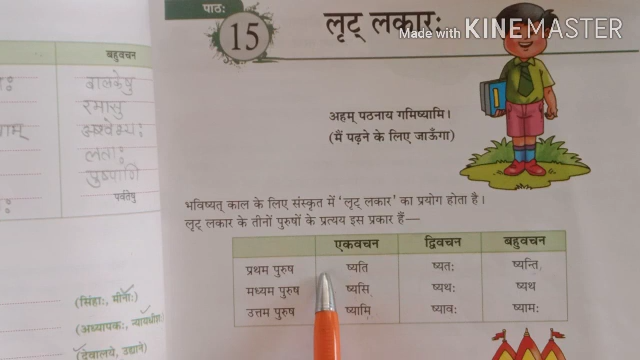 पाठः
15
लृट् लकारः
Made with KINEMASTER
अहम् पठनाय गमिष्यामि।
(मैं पढ़ने के लिए जाऊँगा)
भविष्यत् काल के लिए संस्कृत में 'लृट् लकार' का प्रयोग होता है।
लृट् लकार के तीनों पुरुषों के प्रत्यय इस प्रकार हैं—
एकवचन द्विवचन बहुवचन
प्रथम पुरुष ष्यति ष्यतः ष्यन्ति
मध्यम पुरुष ष्यसि ष्यथः ष्यथ
उत्तम पुरुष ष्यामि ष्यावः ष्यामः
बहुवचन
बालकेषु
रमासु
अश्वेभ्यः
लताः
पुष्पाणि
पर्वतेषु
(सिंहाः, मीनाः)
(अध्यापकः, न्यायधीशः
(देवालये, उद्याने)